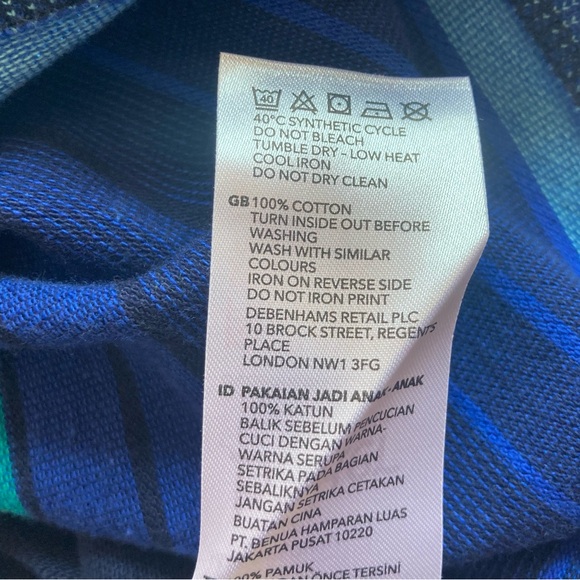 40
40°C SYNTHETIC CYCLE
DO NOT BLEACH
TUMBLE DRY – LOW HEAT
COOL IRON
DO NOT DRY CLEAN
GB 100% COTTON
TURN INSIDE OUT BEFORE
WASHING
WASH WITH SIMILAR
COLOURS
IRON ON REVERSE SIDE
DO NOT IRON PRINT
DEBENHAMS RETAIL PLC
10 BROCK STREET, REGENTS
PLACE
LONDON NW1 3FG
ID PAKAIAN JADI ANAK-ANAK
100% KATUN
BALIK SEBELUM PENCUCIAN
CUCI DENGAN WARNA-
WARNA SERUPA
SETRIKA PADA BAGIAN
SEBALIKNYA
JANGAN SETRIKA CETAKAN
BUATAN CINA
PT. BENUA HAMPARAN LUAS
JAKARTA PUSAT 10220
PAMUK
ÖNCE TERSINI